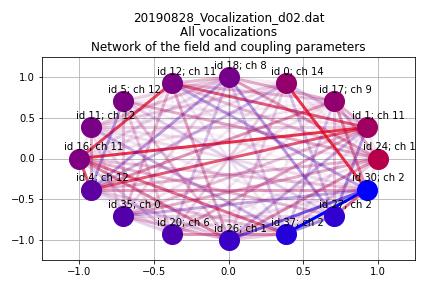 20190828_Vocalization_d02.dat
All vocalizations
Network of the field and coupling parameters
id 18; ch 8
id 12; ch 11
id 0; ch 14
id 5; ch 12
id 17; ch 9
id 11; ch 12
id 1; ch 11
id 16; ch 11
id 24; ch 1
id 4; ch 12
id 30; ch 2
id 35; ch 0
ch 2
id 20; ch 6
id 26; ch 1
id 37; ch 2
1.0
0.5
0.0
−0.5
−1.0
−1.0
−0.5
0.0
0.5
1.0